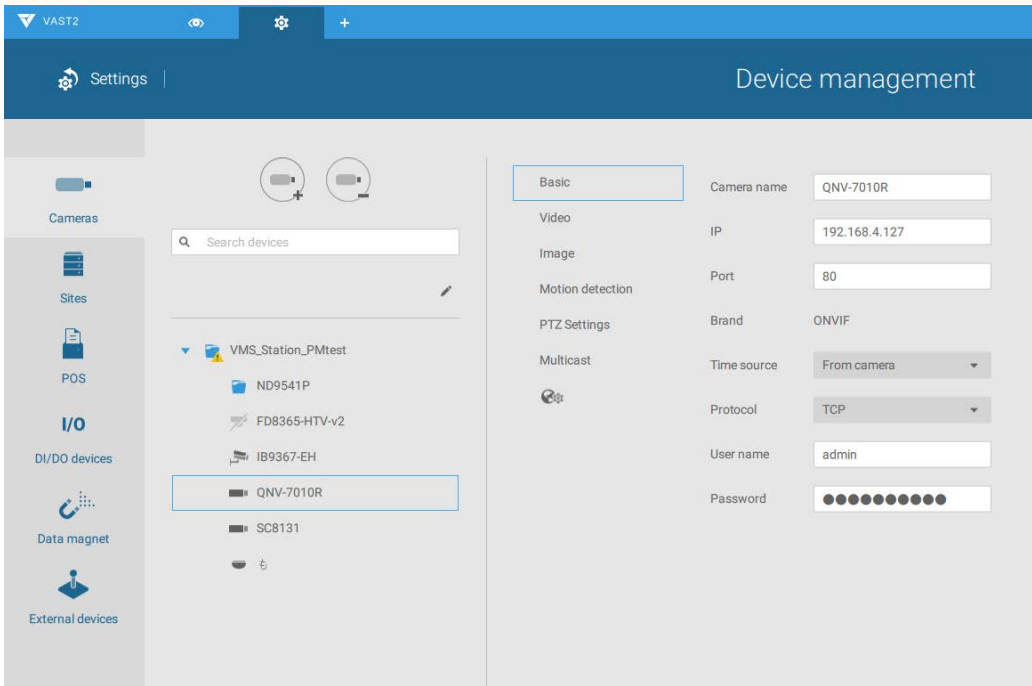 VAST2
+
Settings
Device management
Cameras
Sites
POS
I/O
DI/DO devices
Data magnet
External devices
Search devices
VMS_Station_PMtest
ND9541P
FD8365-HTV-v2
IB9367-EH
QNV-7010R
SC8131
も
Basic
Video
Image
Motion detection
PTZ Settings
Multicast
Camera name QNV-7010R
IP 192.168.4.127
Port 80
Brand ONVIF
Time source From camera
Protocol TCP
User name admin
Password ●●●●●●●●●●